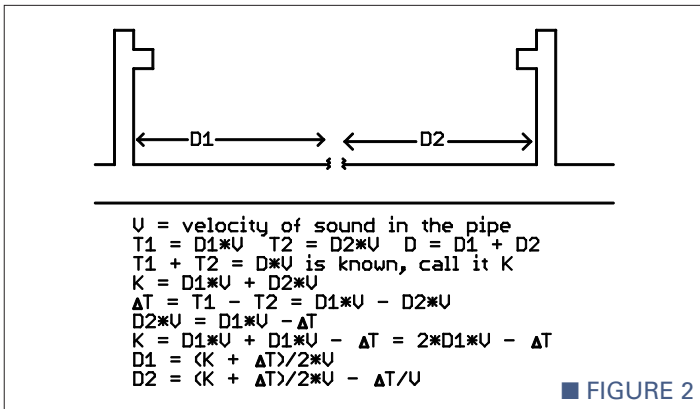 D1 D2
V = velocity of sound in the pipe
T1 = D1*V T2 = D2*V D = D1 + D2
T1 + T2 = D*V is known, call it K
K = D1*V + D2*V
ΔT = T1 - T2 = D1*V - D2*V
D2*V = D1*V - ΔT
K = D1*V + D1*V - ΔT = 2*D1*V - ΔT
D1 = (K + ΔT)/2*V
D2 = (K + ΔT)/2*V - ΔT/V
■ FIGURE 2